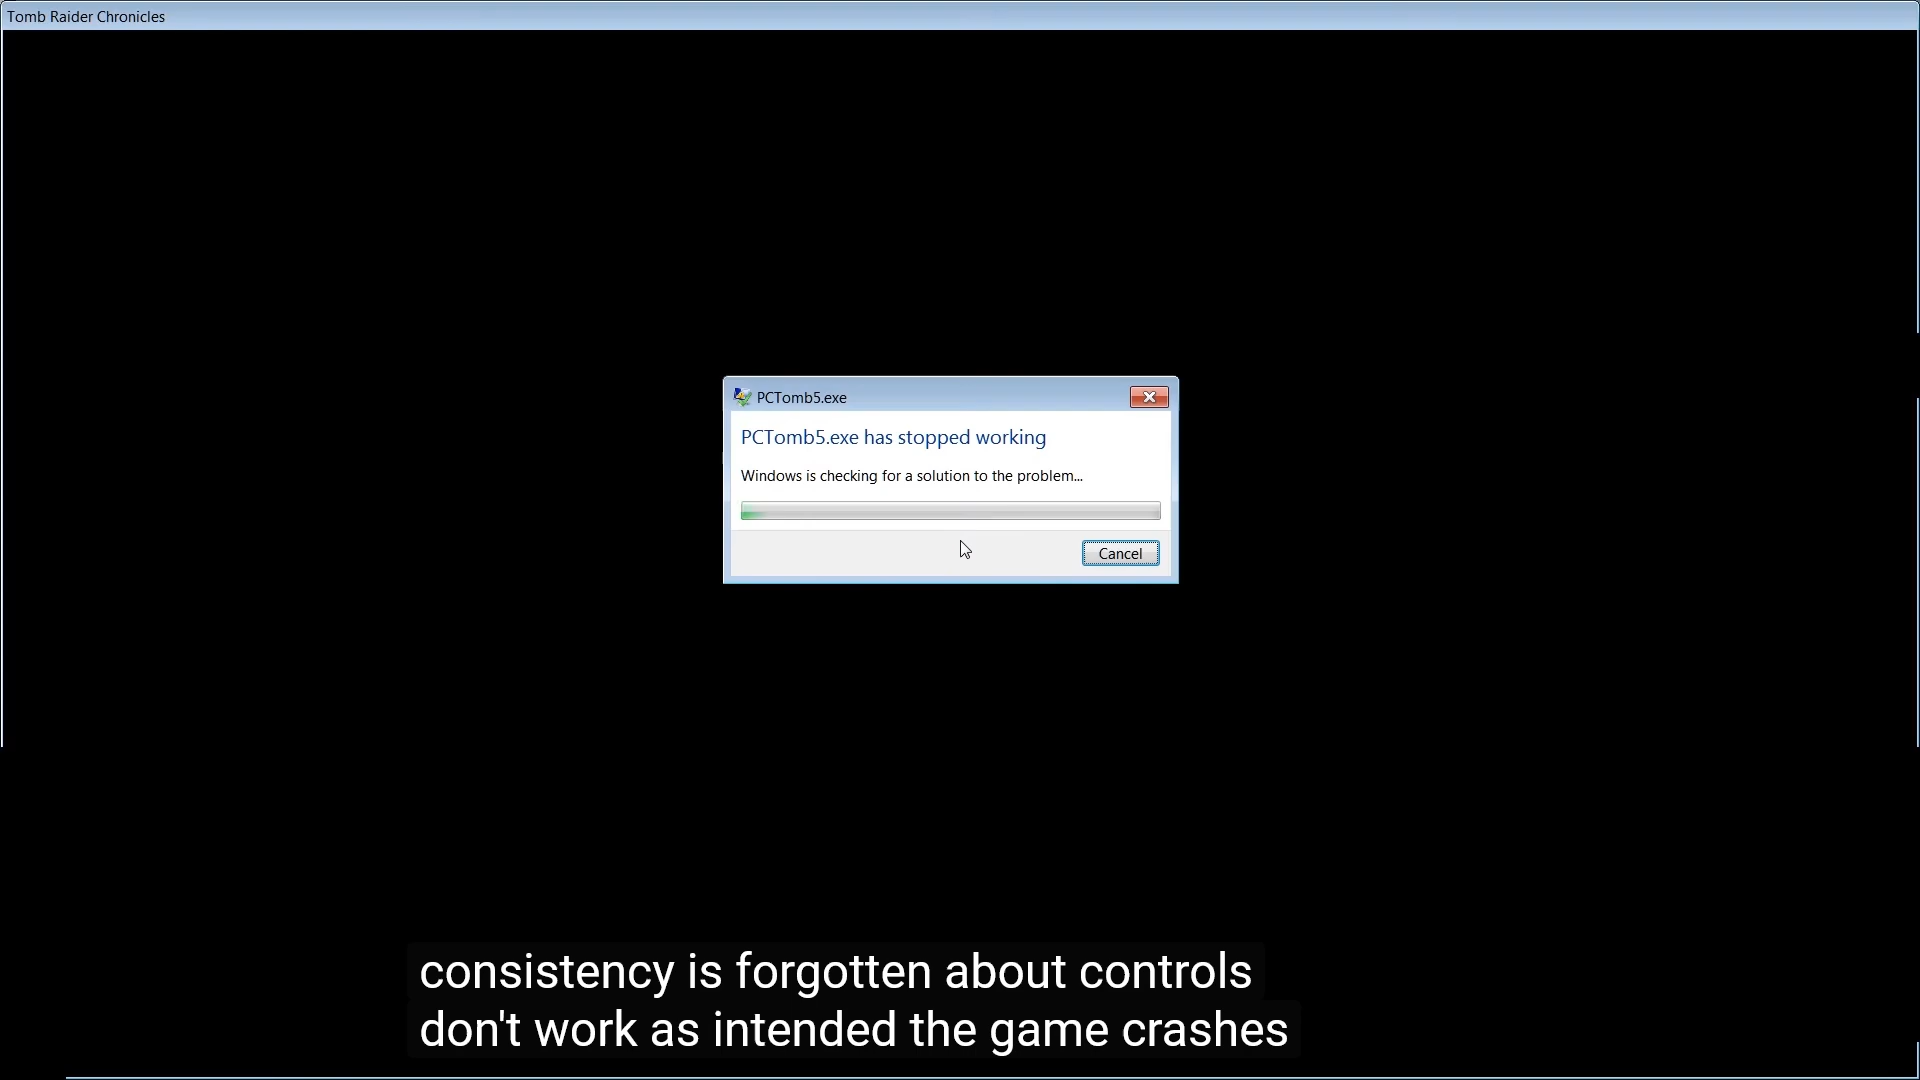 Tomb Raider Chronicles
PCTomb5.exe
PCTomb5.exe has stopped working
Windows is checking for a solution to the problem...
Cancel
consistency is forgotten about controls
don't work as intended the game crashes